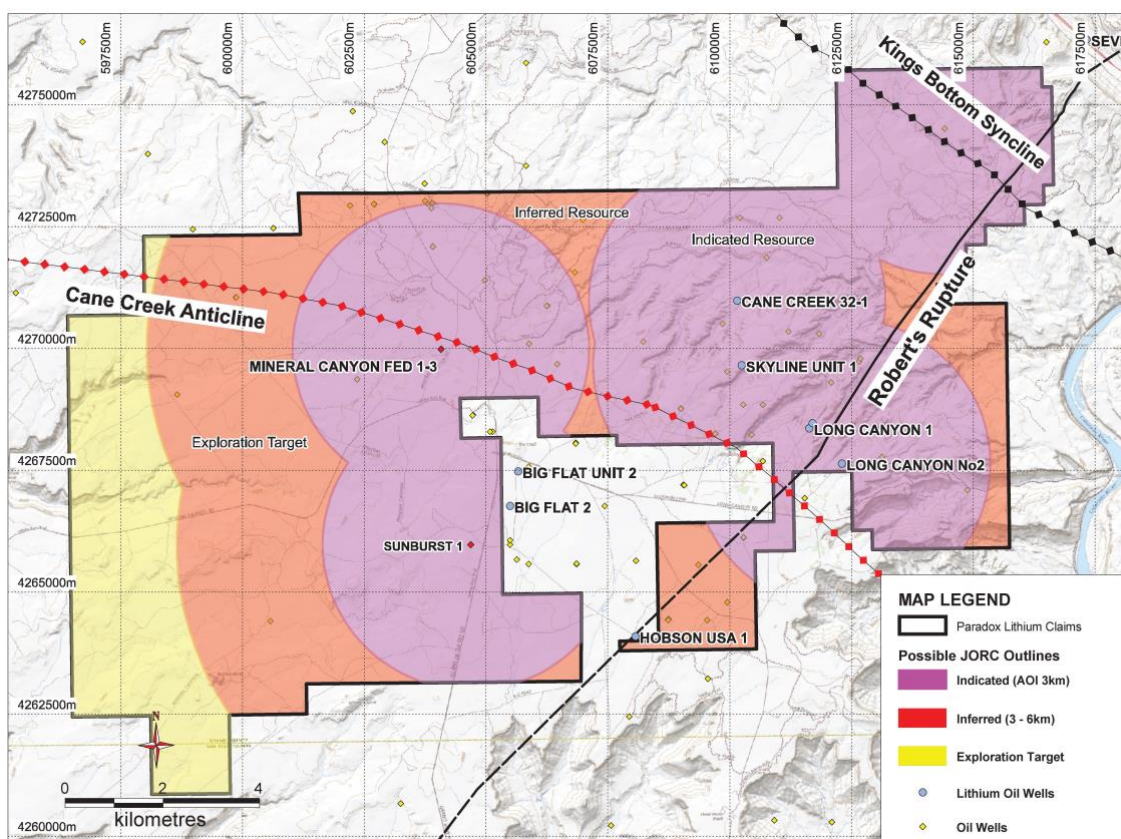 597500m
600000m
602500m
605000m
607500m
610000m
612500m
615000m
617500m
SEV
Kings Bottom Syncline
4275000m
4272500m
Inferred Resource
Indicated Resource
Cane Creek Anticline
CANE CREEK 32-1
4270000m
MINERAL CANYON FED 1-3
SKYLINE UNIT 1
Robert's Rupture
Exploration Target
LONG CANYON 1
4267500m
BIG FLAT UNIT 2
LONG CANYON No2
BIG FLAT 2
SUNBURST 1
4265000m
HOBSON USA 1
4262500m
N
0 2 4
kilometres
4260000m
MAP LEGEND
Paradox Lithium Claims
Possible JORC Outlines
Indicated (AOI 3km)
Inferred (3 - 6km)
Exploration Target
Lithium Oil Wells
Oil Wells